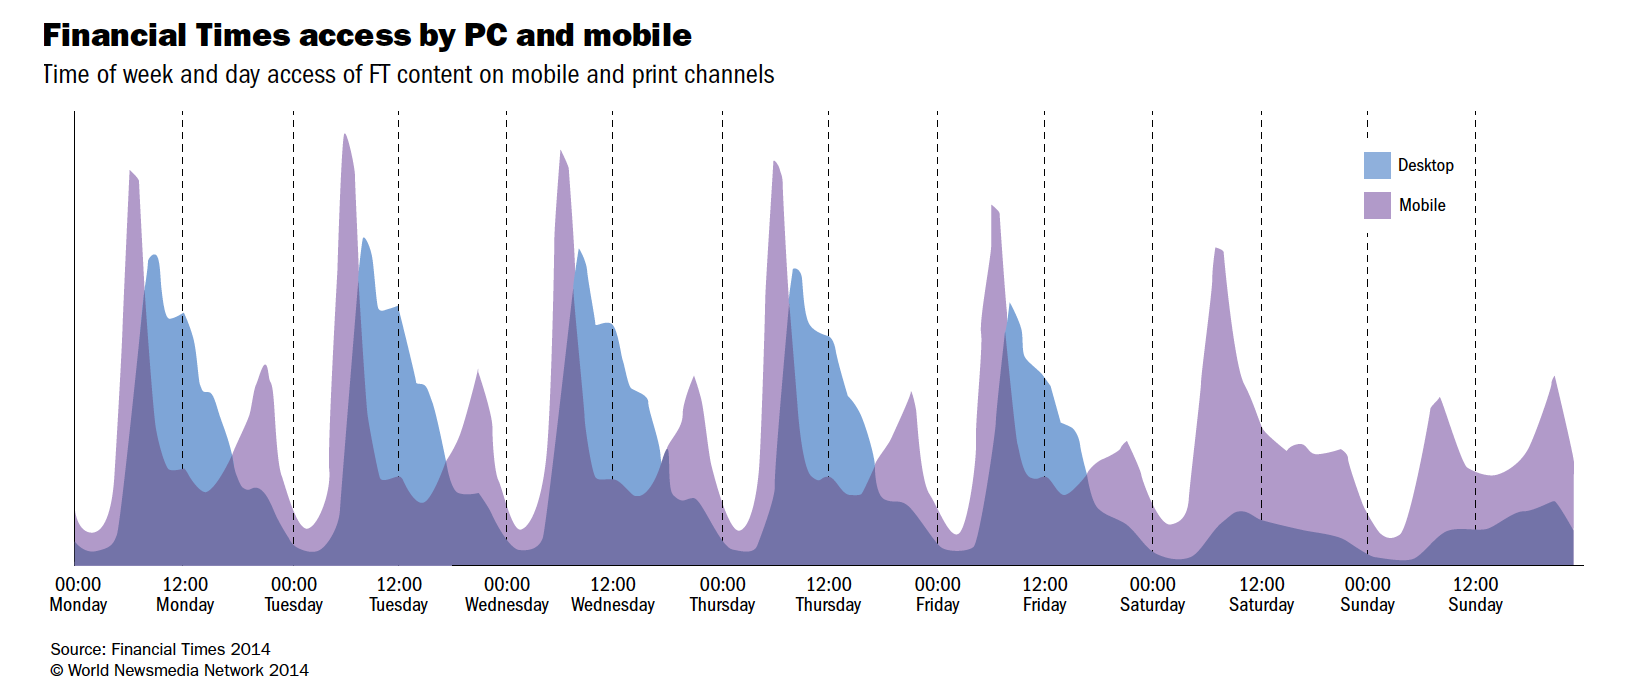 Financial Times access by PC and mobile
Time of week and day access of FT content on mobile and print channels
Desktop
Mobile
00:00 12:00 00:00 12:00 00:00 12:00 00:00 12:00 00:00 12:00 00:00 12:00 00:00 12:00
Monday Monday Tuesday Tuesday Wednesday Wednesday Thursday Thursday Friday Friday Saturday Saturday Sunday Sunday
Source: Financial Times 2014
© World Newsmedia Network 2014